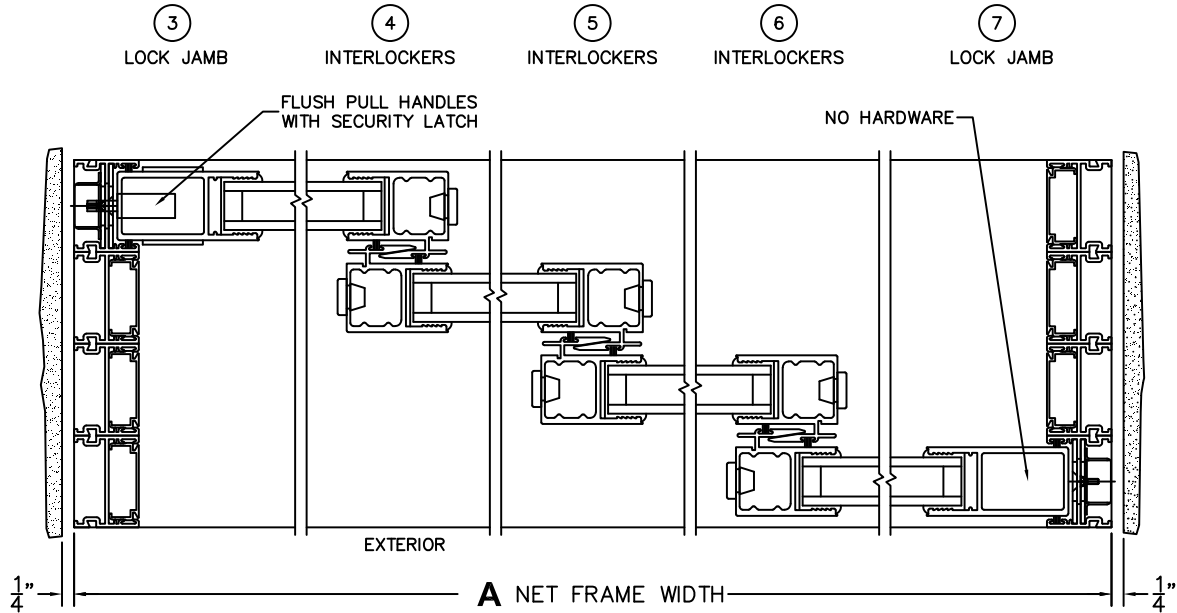 3 4 5 6 7
LOCK JAMB INTERLOCKERS INTERLOCKERS INTERLOCKERS LOCK JAMB
FLUSH PULL HANDLES
WITH SECURITY LATCH
NO HARDWARE
EXTERIOR
1/4" A NET FRAME WIDTH 1/4"